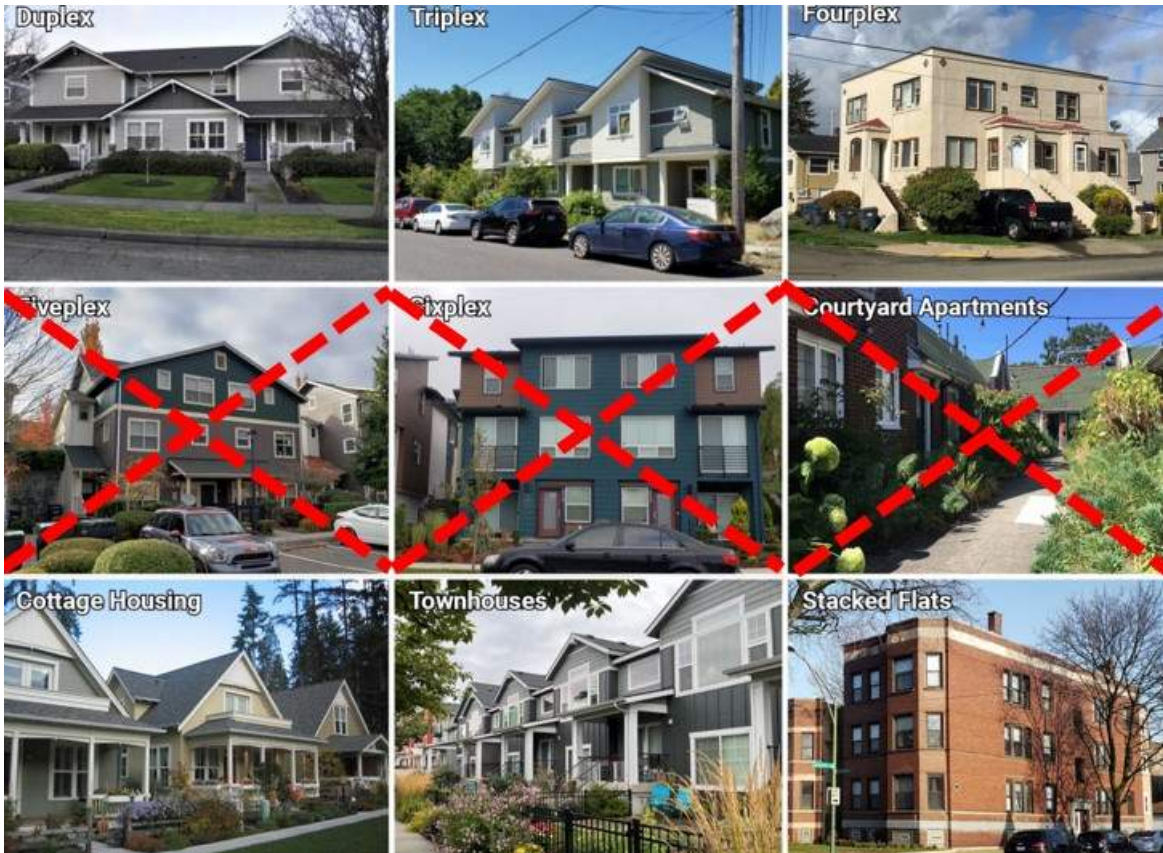 Duplex
Triplex
Fourplex
Fiveplex
Sixplex
Courtyard Apartments
Cottage Housing
Townhouses
Stacked Flats